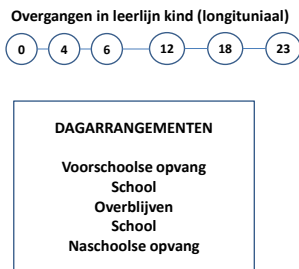 Overgangen in leerlijn kind (longituniaal)
0 4 6 12 18 23
DAGARRANGEMENTEN
Voorschoolse opvang
School
Overblijven
School
Naschoolse opvang